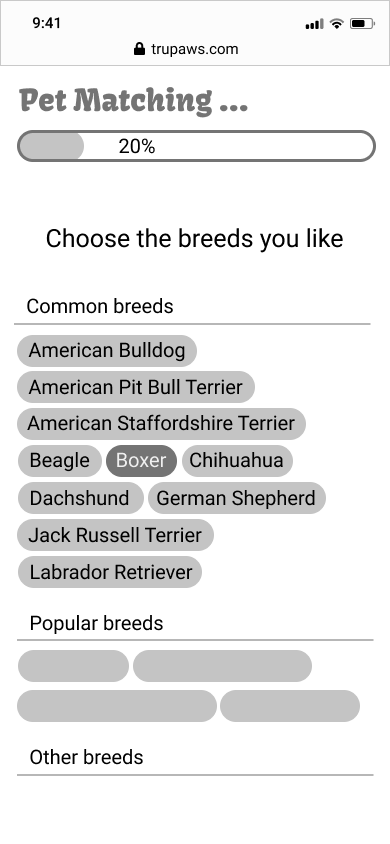 9:41
trupaws.com
Pet Matching ...
20%
Choose the breeds you like
Common breeds
American Bulldog
American Pit Bull Terrier
American Staffordshire Terrier
Beagle Boxer Chihuahua
Dachshund German Shepherd
Jack Russell Terrier
Labrador Retriever
Popular breeds
Other breeds